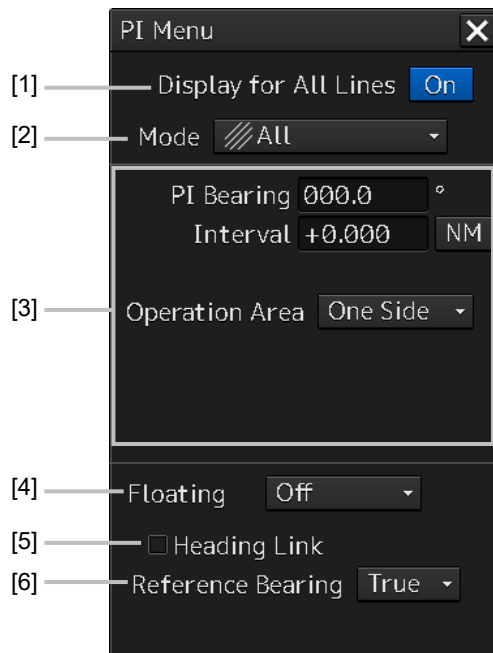 PI Menu
[1] Display for All Lines On
[2] Mode All
[3]
PI Bearing 000.0 °
Interval +0.000 NM
Operation Area One Side
[4] Floating Off
[5] Heading Link
[6] Reference Bearing True